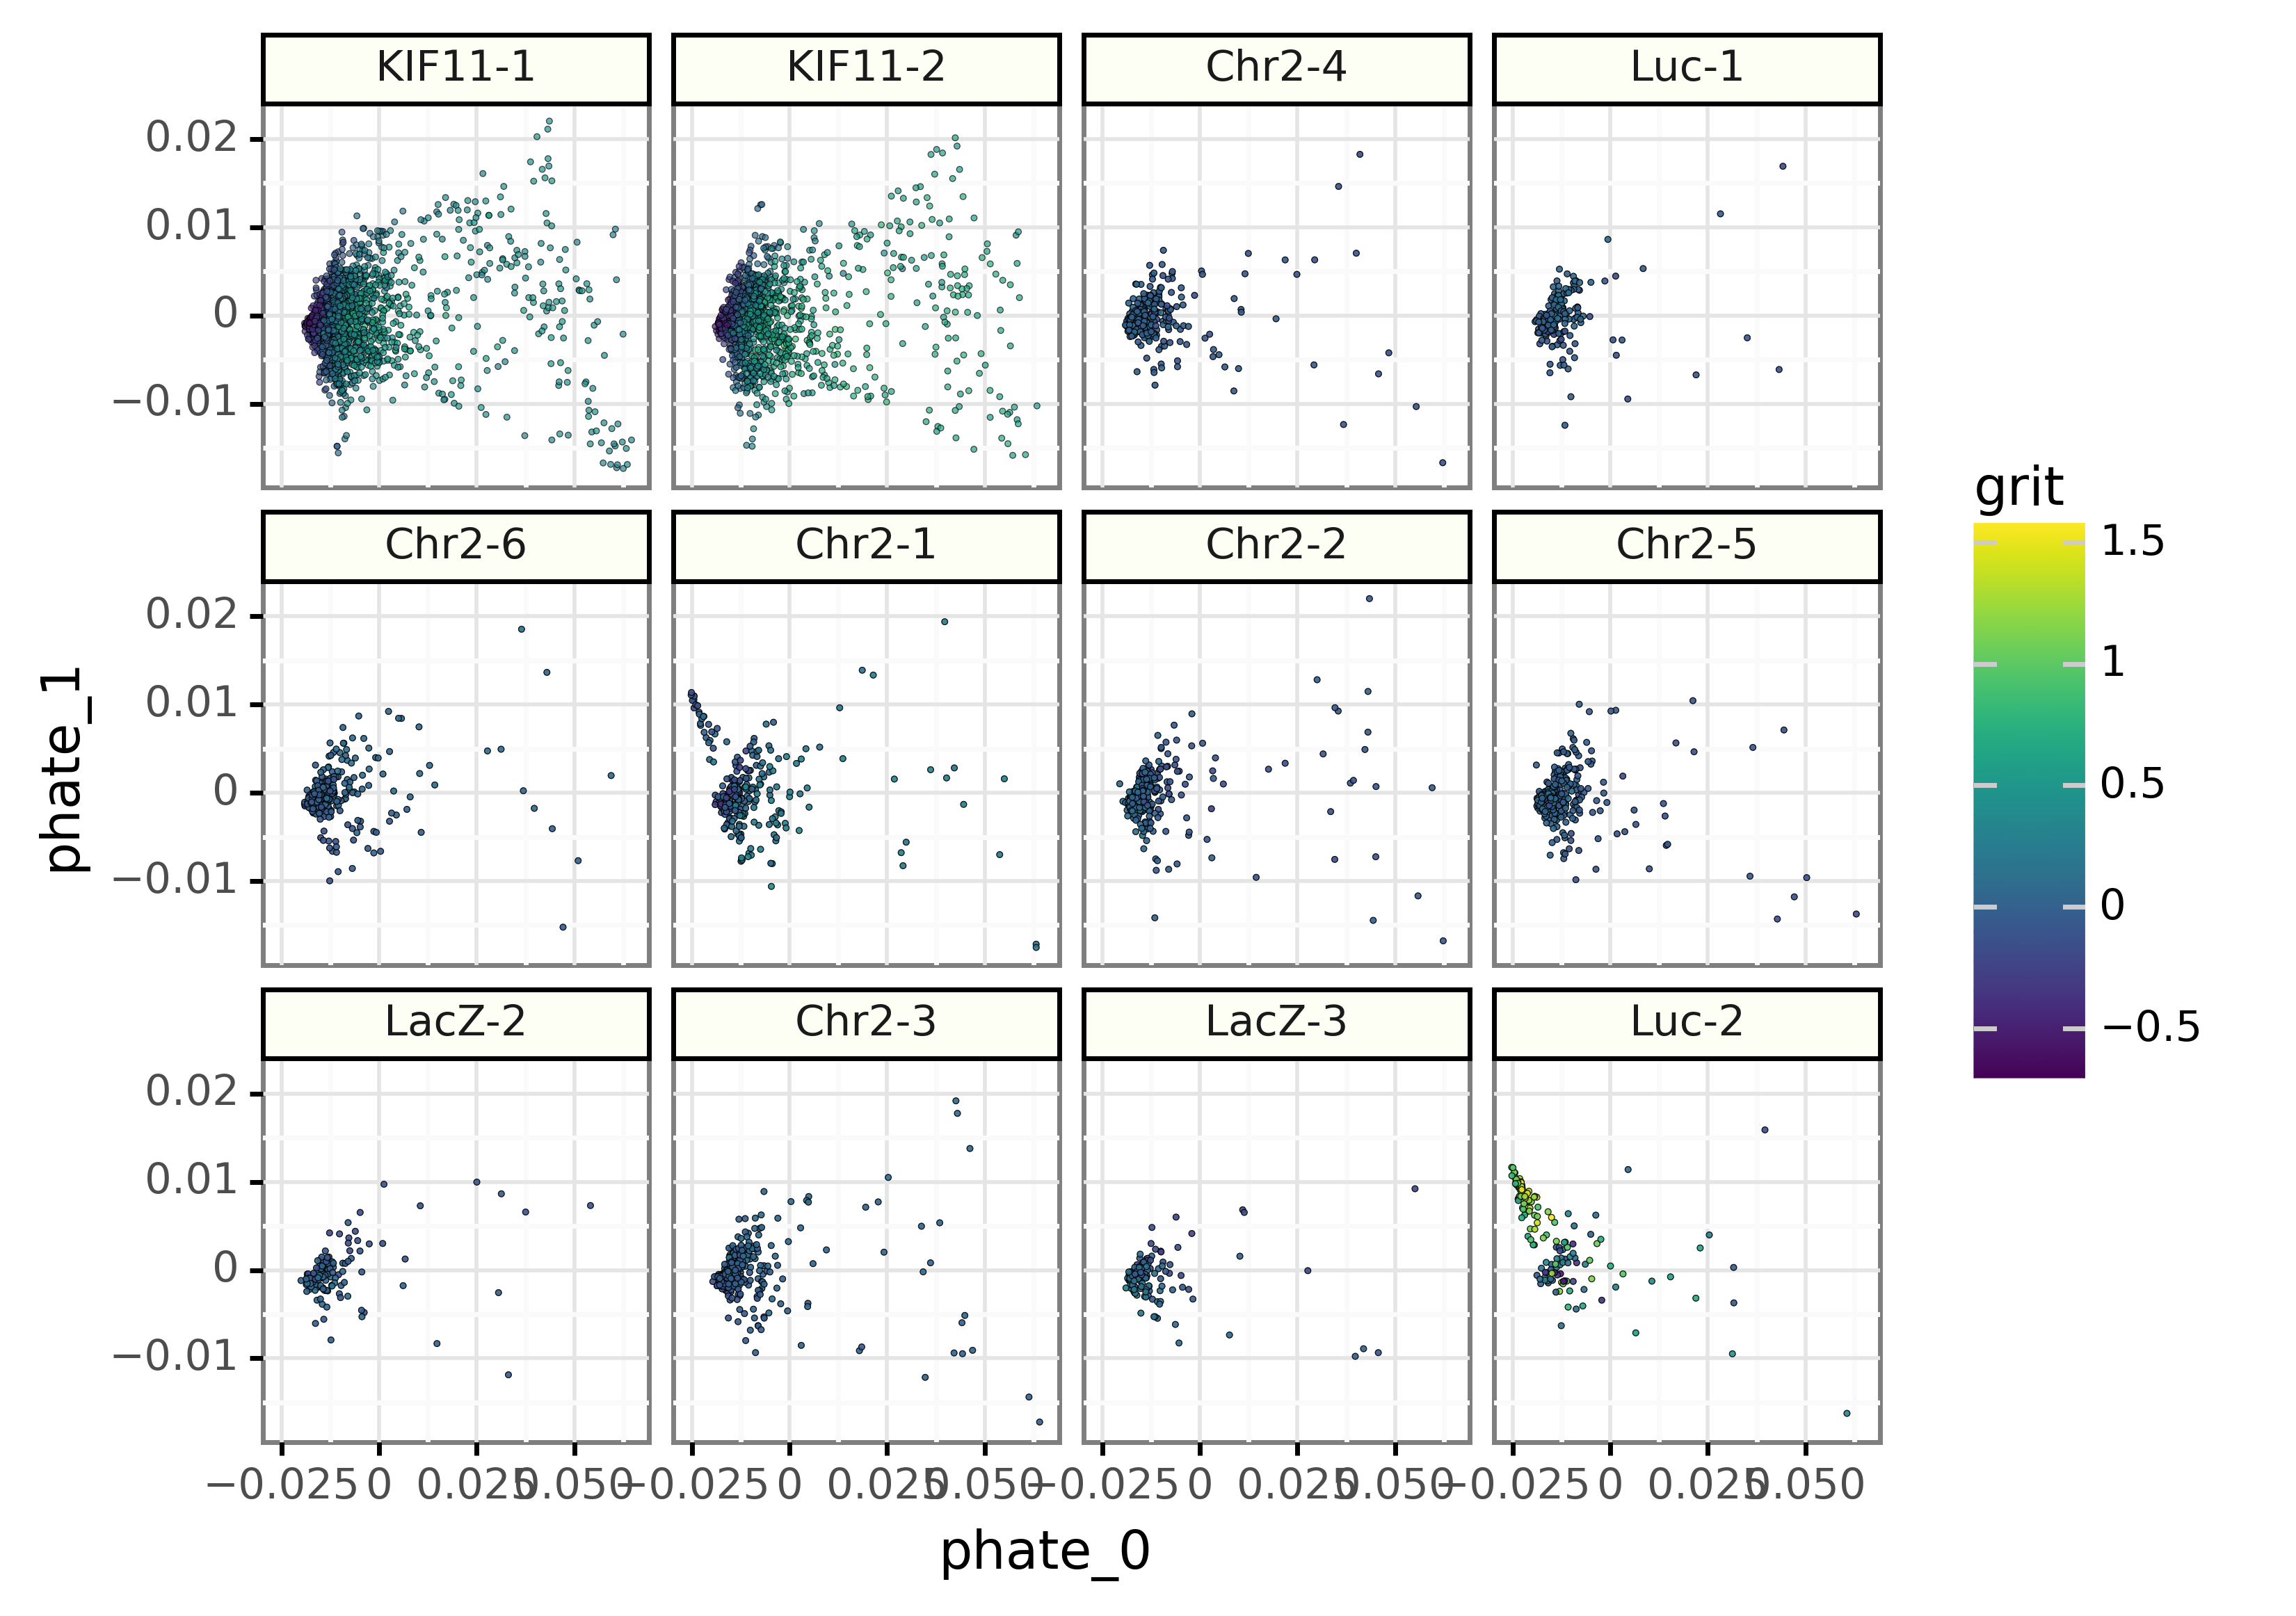 KIF11-1 KIF11-2 Chr2-4 Luc-1
0.02
0.01
0
−0.01
Chr2-6 Chr2-1 Chr2-2 Chr2-5
0.02
0.01
0
−0.01
LacZ-2 Chr2-3 LacZ-3 Luc-2
0.02
0.01
0
−0.01
−0.025 0 0.025 0.050 −0.025 0 0.025 0.050 −0.025 0 0.025 0.050 −0.025 0 0.025 0.050
phate_0
phate_1
grit
1.5
1
0.5
0
−0.5